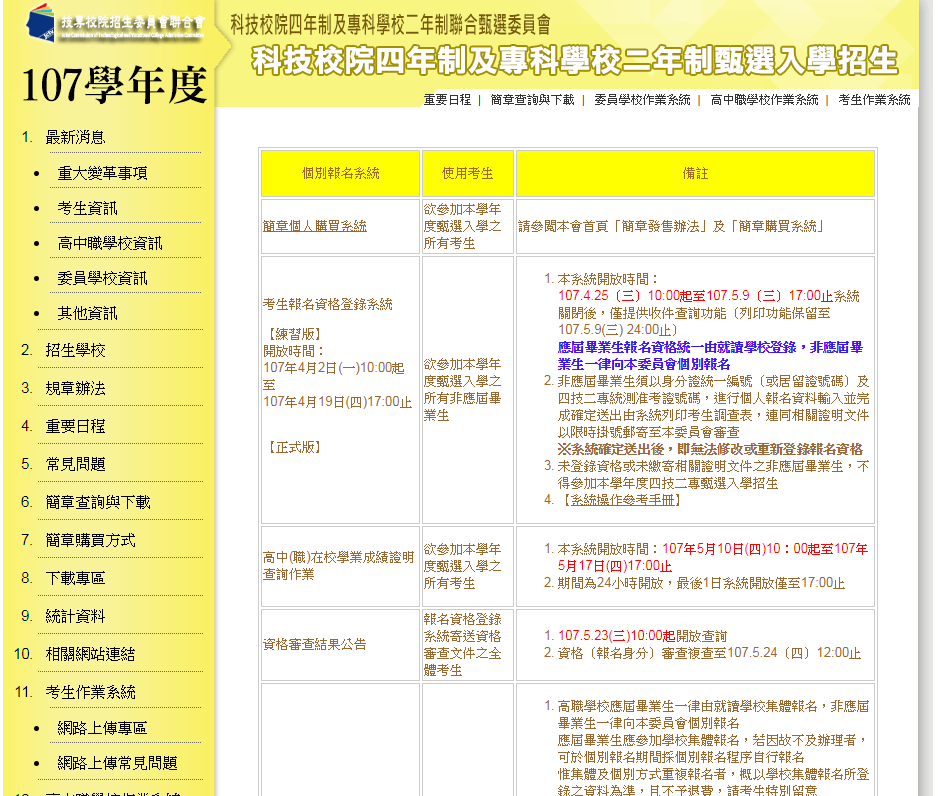 技專校院招生委員會聯合會
107學年度
科技校院四年制及專科學校二年制聯合甄選委員會
科技校院四年制及專科學校二年制甄選入學招生
重要日程 | 簡章查詢與下載 | 委員學校作業系統 | 高中職學校作業系統 | 考生作業系統
1. 最新消息
• 重大變革事項
• 考生資訊
• 高中職學校資訊
• 委員學校資訊
• 其他資訊
2. 招生學校
3. 規章辦法
4. 重要日程
5. 常見問題
6. 簡章查詢與下載
7. 簡章購買方式
8. 下載專區
9. 統計資料
10. 相關網站連結
11. 考生作業系統
• 網路上傳專區
• 網路上傳常見問題
個別報名系統
使用考生
備註
簡章個人購買系統
欲參加本學年
度甄選入學之
所有考生
請參閱本會首頁「簡章發售辦法」及「簡章購買系統」
考生報名資格登錄系統
【練習版】
開放時間：
107年4月2日(一)10:00起
至
107年4月19日(四)17:00止
【正式版】
欲參加本學年
度甄選入學之
所有非應屆畢
業生
1. 本系統開放時間：
107.4.25〔三〕10:00起至107.5.9〔三〕17:00止系統
關閉後，僅提供收件查詢功能〔列印功能保留至
107.5.9(三) 24:00止〕
應屆畢業生報名資格統一由就讀學校登錄，非應屆畢
業生一律向本委員會個別報名
2. 非應屆畢業生須以身分證統一編號〔或居留證號碼〕及
四技二專統測准考證號碼，進行個人報名資料輸入並完
成確定送出由系統列印考生調查表，連同相關證明文件
以限時掛號郵寄至本委員會審查
※系統確定送出後，即無法修改或重新登錄報名資格
3. 未登錄資格或未繳寄相關證明文件之非應屆畢業生，不
得參加本學年度四技二專甄選入學招生
4. 【系統操作參考手冊】
高中(職)在校學業成績證明
查詢作業
欲參加本學年
度甄選入學之
所有考生
1. 本系統開放時間：107年5月10日(四)10：00起至107年
5月17日(四)17:00止
2. 期間為24小時開放，最後1日系統開放僅至17:00止
資格審查結果公告
報名資格登錄
系統寄送資格
審查文件之全
體考生
1. 107.5.23(三)10:00起開放查詢
2. 資格〔報名身分〕審查複查至107.5.24〔四〕12:00止
1. 高職學校應屆畢業生一律由就讀學校集體報名，非應屆
畢業生一律向本委員會個別報名
應屆畢業生應參加學校集體報名，若因故不及辦理者，
可於個別報名期間採個別報名程序自行報名
惟集體及個別方式重複報名者，概以學校集體報名所登
錄之資料為準，且不予退費，請考生特別留意